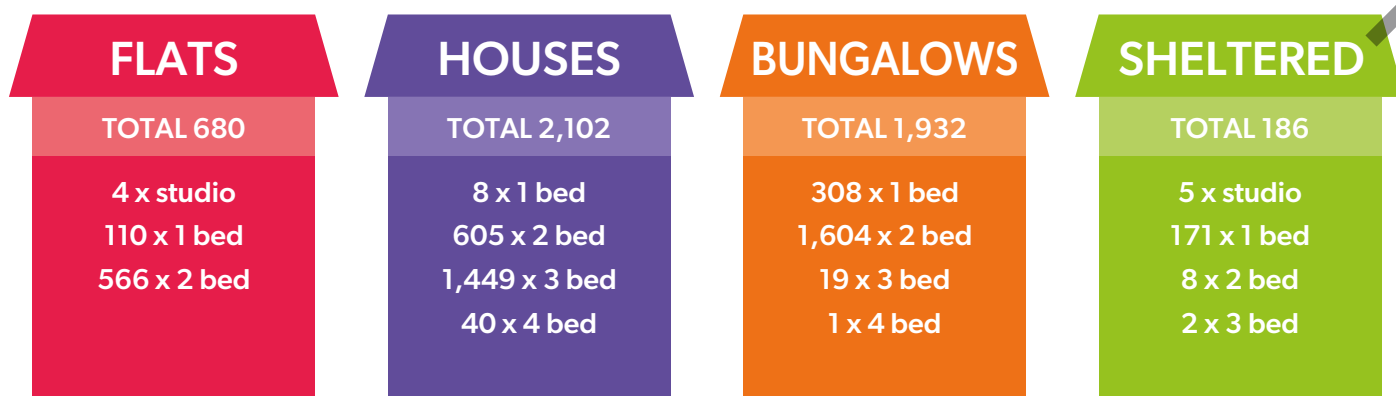 FLATS
TOTAL 680
4 x studio
110 x 1 bed
566 x 2 bed
HOUSES
TOTAL 2,102
8 x 1 bed
605 x 2 bed
1,449 x 3 bed
40 x 4 bed
BUNGALOWS
TOTAL 1,932
308 x 1 bed
1,604 x 2 bed
19 x 3 bed
1 x 4 bed
SHELTERED
TOTAL 186
5 x studio
171 x 1 bed
8 x 2 bed
2 x 3 bed